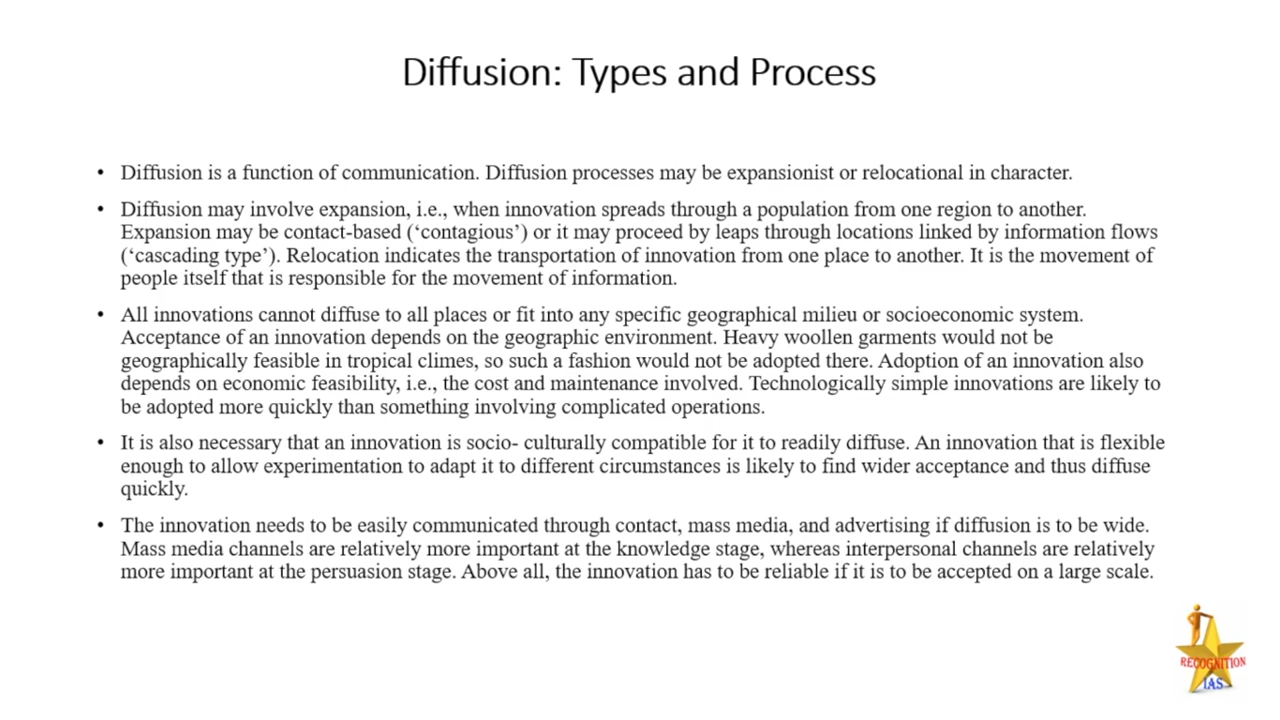 Diffusion: Types and Process
• Diffusion is a function of communication. Diffusion processes may be expansionist or relocational in character.
• Diffusion may involve expansion, i.e., when innovation spreads through a population from one region to another.
Expansion may be contact-based (‘contagious’) or it may proceed by leaps through locations linked by information flows
(‘cascading type’). Relocation indicates the transportation of innovation from one place to another. It is the movement of
people itself that is responsible for the movement of information.
• All innovations cannot diffuse to all places or fit into any specific geographical milieu or socioeconomic system.
Acceptance of an innovation depends on the geographic environment. Heavy woollen garments would not be
geographically feasible in tropical climes, so such a fashion would not be adopted there. Adoption of an innovation also
depends on economic feasibility, i.e., the cost and maintenance involved. Technologically simple innovations are likely to
be adopted more quickly than something involving complicated operations.
• It is also necessary that an innovation is socio- culturally compatible for it to readily diffuse. An innovation that is flexible
enough to allow experimentation to adapt it to different circumstances is likely to find wider acceptance and thus diffuse
quickly.
• The innovation needs to be easily communicated through contact, mass media, and advertising if diffusion is to be wide.
Mass media channels are relatively more important at the knowledge stage, whereas interpersonal channels are relatively
more important at the persuasion stage. Above all, the innovation has to be reliable if it is to be accepted on a large scale.
RECOGNITION
IAS